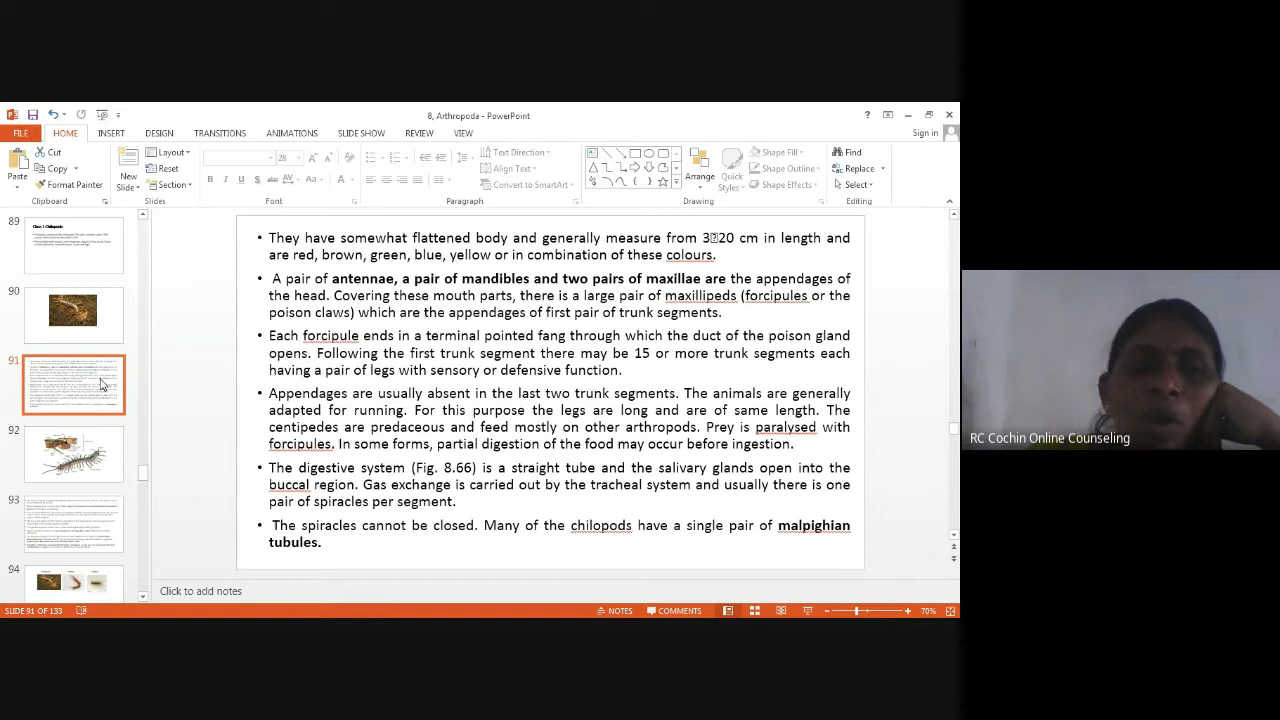 8, Arthropoda - PowerPoint
FILE HOME INSERT DESIGN TRANSITIONS ANIMATIONS SLIDE SHOW REVIEW VIEW Sign in
Cut
Copy
Format Painter
Paste
Clipboard
New
Slide
Layout
Reset
Section
Slides
28
Font
Text Direction
Align Text
Convert to SmartArt
Paragraph
Arrange
Quick
Styles
Shape Fill
Shape Outline
Shape Effects
Drawing
Find
Replace
Select
Editing
89
90
91
92
93
94
• They have somewhat flattened body and generally measure from 3 20 cm in length and
are red, brown, green, blue, yellow or in combination of these colours.
• A pair of antennae, a pair of mandibles and two pairs of maxillae are the appendages of
the head. Covering these mouth parts, there is a large pair of maxillipeds (forcipules or the
poison claws) which are the appendages of first pair of trunk segments.
• Each forcipule ends in a terminal pointed fang through which the duct of the poison gland
opens. Following the first trunk segment there may be 15 or more trunk segments each
having a pair of legs with sensory or defensive function.
• Appendages are usually absent in the last two trunk segments. The animals are generally
adapted for running. For this purpose the legs are long and are of same length. The
centipedes are predaceous and feed mostly on other arthropods. Prey is paralysed with
forcipules. In some forms, partial digestion of the food may occur before ingestion.
• The digestive system (Fig. 8.66) is a straight tube and the salivary glands open into the
buccal region. Gas exchange is carried out by the tracheal system and usually there is one
pair of spiracles per segment.
• The spiracles cannot be closed. Many of the chilopods have a single pair of malpighian
tubules.
Click to add notes
SLIDE 91 OF 133 NOTES COMMENTS 70%
RC Cochin Online Counseling